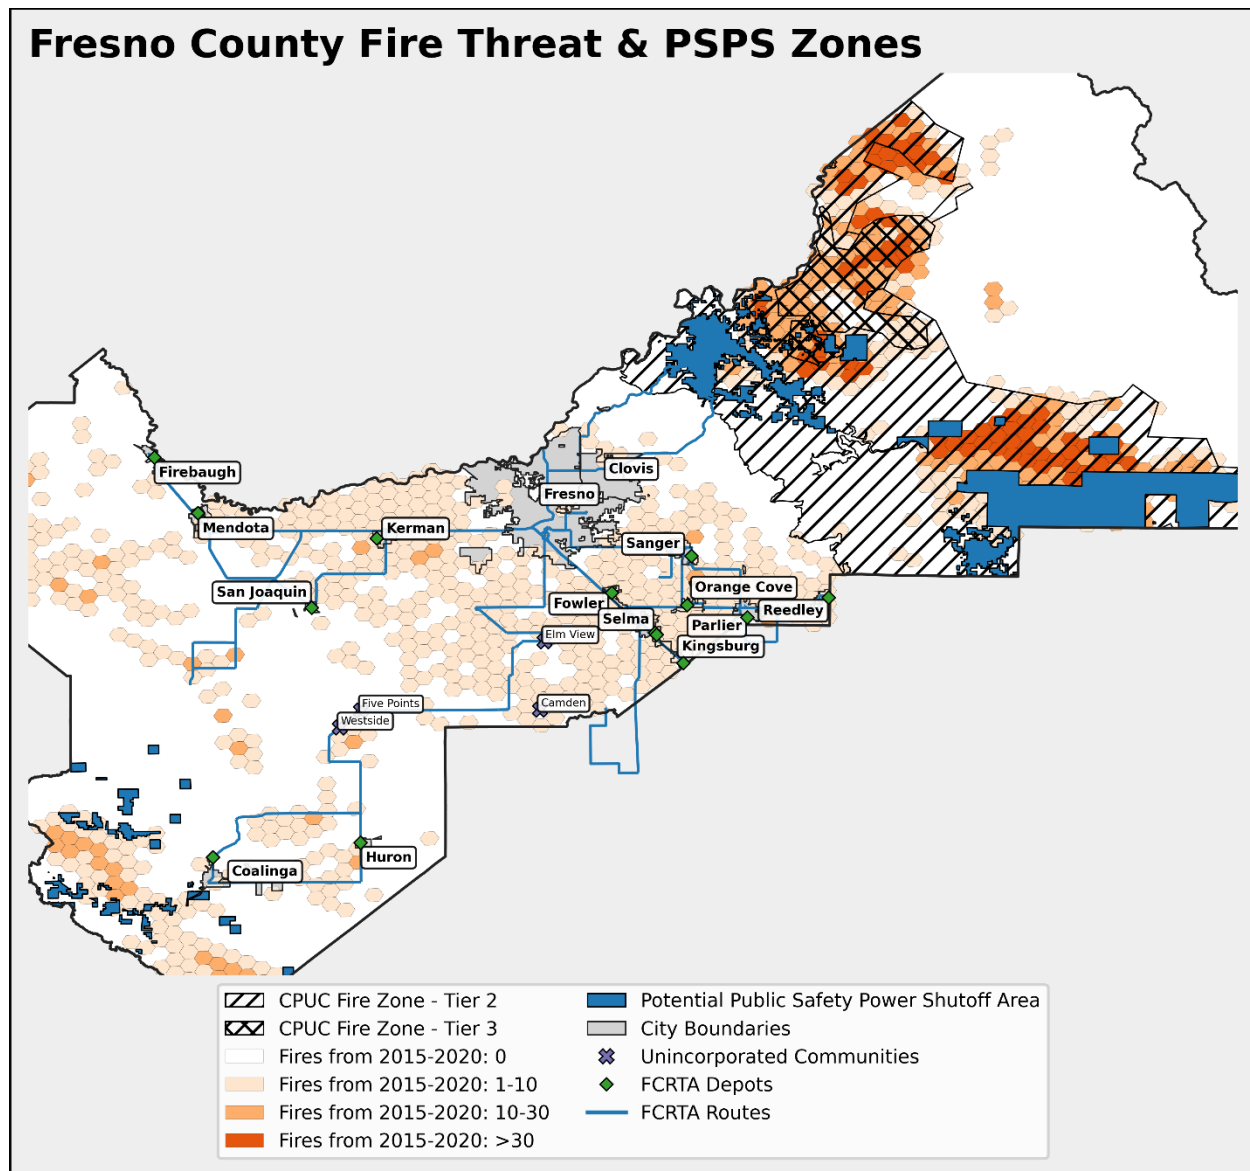 Fresno County Fire Threat & PSPS Zones
Firebaugh
Clovis
Fresno
Mendota
Kerman
Sanger
San Joaquin
Orange Cove
Fowler
Reedley
Selma
Parlier
Elm View
Kingsburg
Five Points
Camden
Westside
Huron
Coalinga
CPUC Fire Zone - Tier 2
CPUC Fire Zone - Tier 3
Fires from 2015-2020: 0
Fires from 2015-2020: 1-10
Fires from 2015-2020: 10-30
Fires from 2015-2020: >30
Potential Public Safety Power Shutoff Area
City Boundaries
Unincorporated Communities
FCRTA Depots
FCRTA Routes